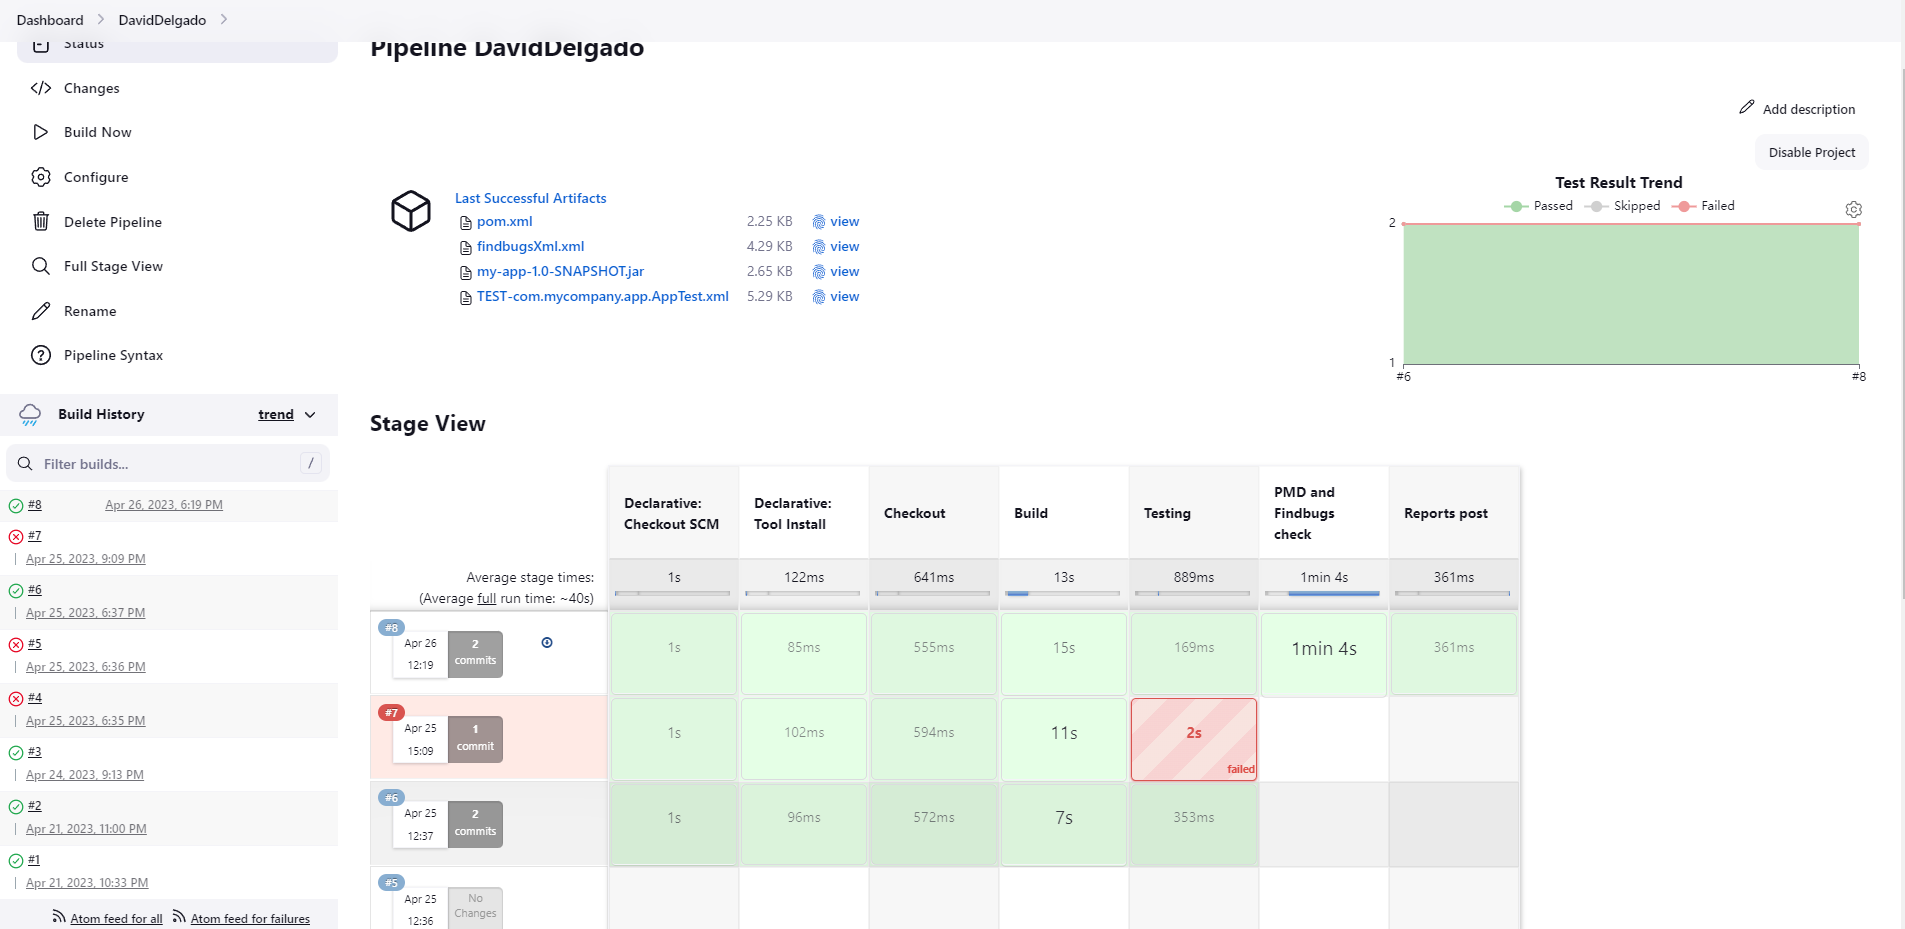 Dashboard
DavidDelgado
Status
Changes
Build Now
Configure
Delete Pipeline
Full Stage View
Rename
Pipeline Syntax
Build History
trend
Filter builds...
/
#8
Apr 26, 2023, 6:19 PM
#7
Apr 25, 2023, 9:09 PM
#6
Apr 25, 2023, 6:37 PM
#5
Apr 25, 2023, 6:36 PM
#4
Apr 25, 2023, 6:35 PM
#3
Apr 24, 2023, 9:13 PM
#2
Apr 21, 2023, 11:00 PM
#1
Apr 21, 2023, 10:33 PM
Atom feed for all
Atom feed for failures
Pipeline DavidDelgado
Add description
Disable Project
Last Successful Artifacts
pom.xml 2.25 KB view
findbugsXml.xml 4.29 KB view
my-app-1.0-SNAPSHOT.jar 2.65 KB view
TEST-com.mycompany.app.AppTest.xml 5.29 KB view
Test Result Trend
Passed Skipped Failed
2
1
#6 #8
Stage View
Declarative:
Checkout SCM
Declarative:
Tool Install
Checkout
Build
Testing
PMD and
Findbugs
check
Reports post
Average stage times:
(Average full run time: ~40s)
1s 122ms 641ms 13s 889ms 1min 4s 361ms
#8
Apr 26
12:19
2
commits
1s 85ms 555ms 15s 169ms 1min 4s 361ms
#7
Apr 25
15:09
1
commit
1s 102ms 594ms 11s 2s
failed
#6
Apr 25
12:37
2
commits
1s 96ms 572ms 7s 353ms
#5
Apr 25
12:36
No
Changes